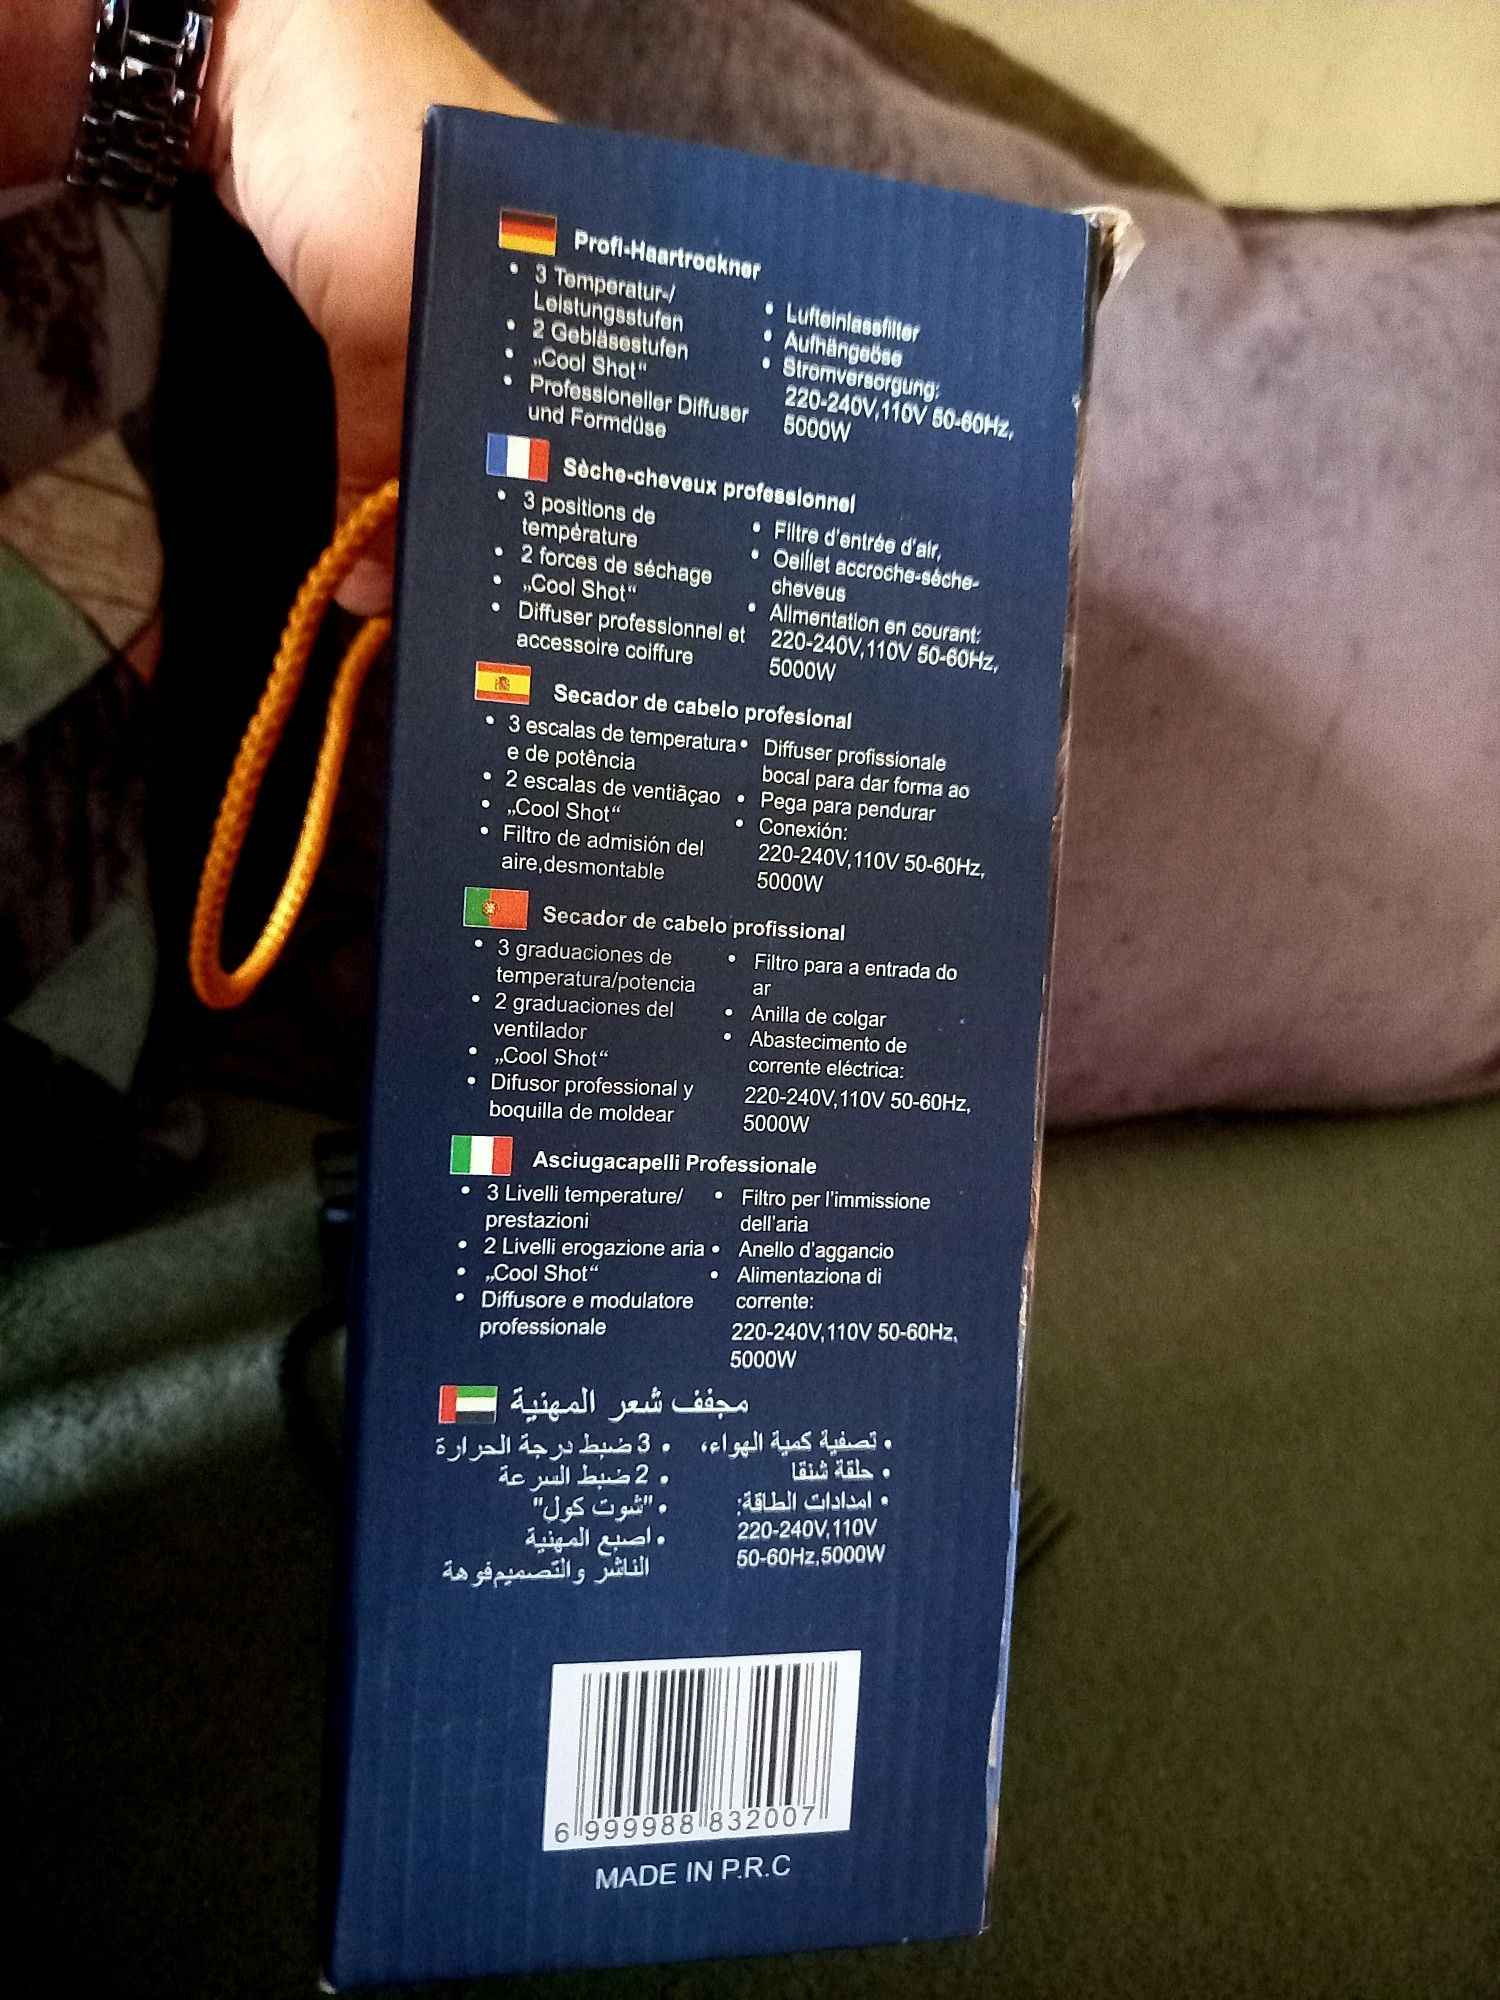 Profi-Haartrockner
• 3 Temperatur-/
Leistungsstufen
• 2 Gebläsestufen
• „Cool Shot“
• Professioneller Diffuser
und Formdüse
• Lufteinlassfilter
• Aufhängeöse
• Stromversorgung:
220-240V,110V 50-60Hz,
5000W
Sèche-cheveux professionnel
• 3 positions de
température
• 2 forces de séchage
• „Cool Shot“
• Diffuser professionnel et
accessoire coiffure
• Filtre d'entrée d'air,
• Oeillet accroche-sèche-
cheveus
• Alimentation en courant:
220-240V,110V 50-60Hz,
5000W
Secador de cabelo profesional
• 3 escalas de temperatura
e de potência
• 2 escalas de ventiãçao
• „Cool Shot“
• Filtro de admisión del
aire,desmontable
• Diffuser profissionale
bocal para dar forma ao
• Pega para pendurar
• Conexión:
220-240V,110V 50-60Hz,
5000W
Secador de cabelo profissional
• 3 graduaciones de
temperatura/potencia
• 2 graduaciones del
ventilador
• „Cool Shot“
• Difusor professional y
boquilla de moldear
• Filtro para a entrada do
ar
• Anilla de colgar
• Abastecimento de
corrente eléctrica:
220-240V,110V 50-60Hz,
5000W
Asciugacapelli Professionale
• 3 Livelli temperature/
prestazioni
• 2 Livelli erogazione aria
• „Cool Shot“
• Diffusore e modulatore
professionale
• Filtro per l'immissione
dell'aria
• Anello d'aggancio
• Alimentaziona di
corrente:
220-240V,110V 50-60Hz,
5000W
مجفف شعر المهنية
• تصفية كمية الهواء،
• حلقة شنقا
• امدادات الطاقة:
220-240V,110V
50-60Hz,5000W
• 3 ضبط درجة الحرارة
• 2 ضبط السرعة
• "شوت كول"
• اصبع المهنية
الناشر والتصميمفوهة
6 999988 832007
MADE IN P.R.C